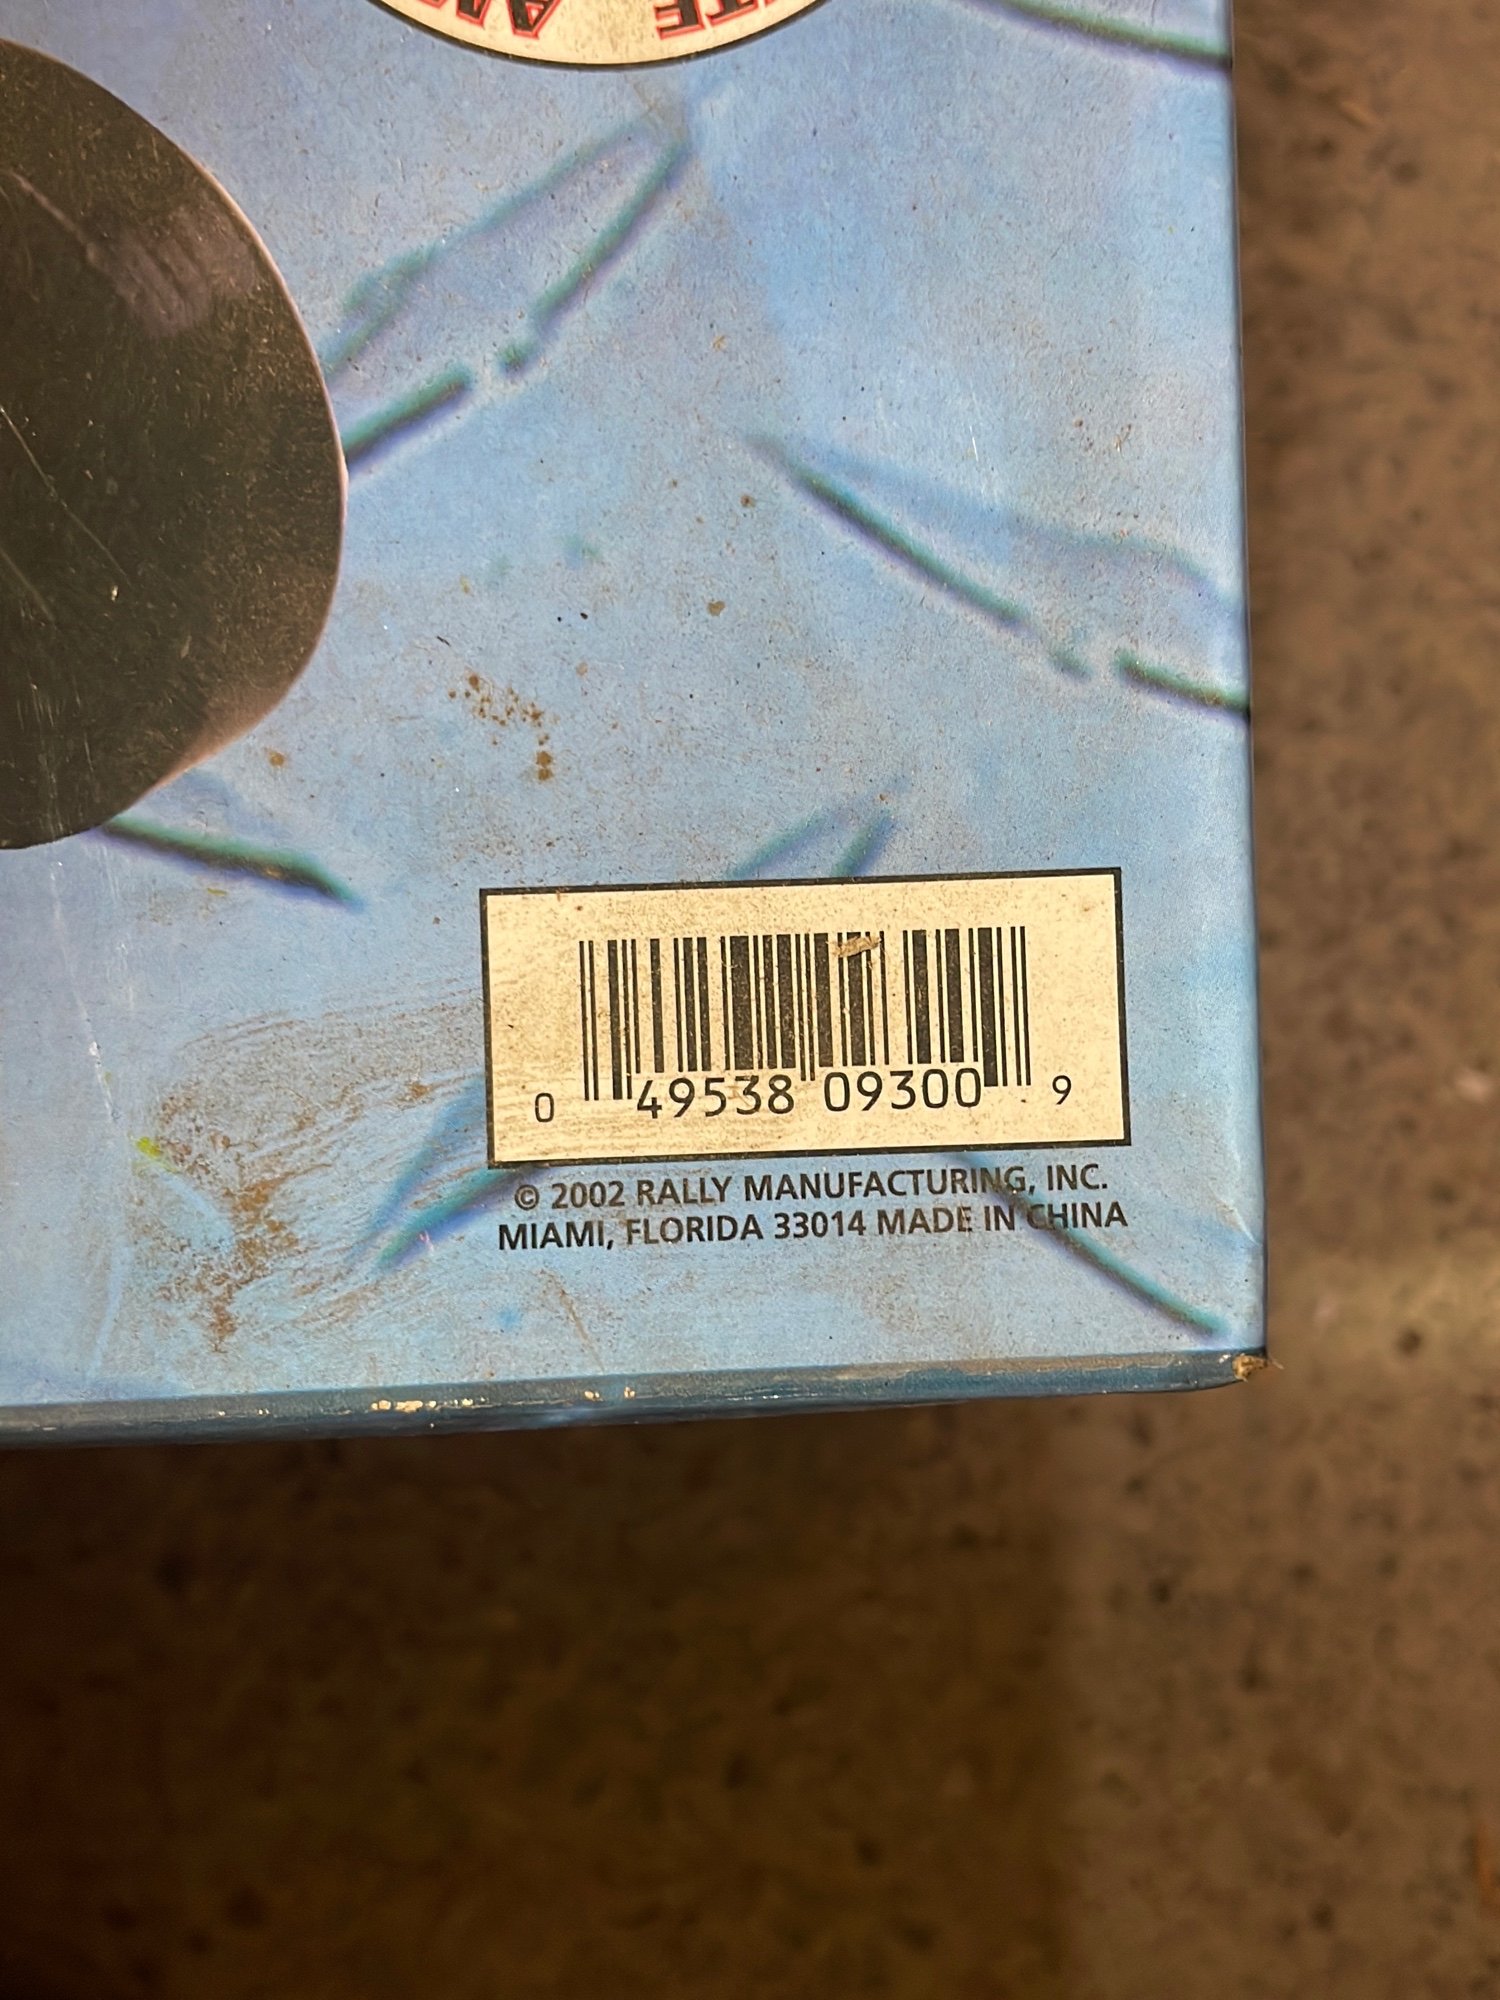 0 49538 09300 9
© 2002 RALLY MANUFACTURING, INC.
MIAMI, FLORIDA 33014 MADE IN CHINA